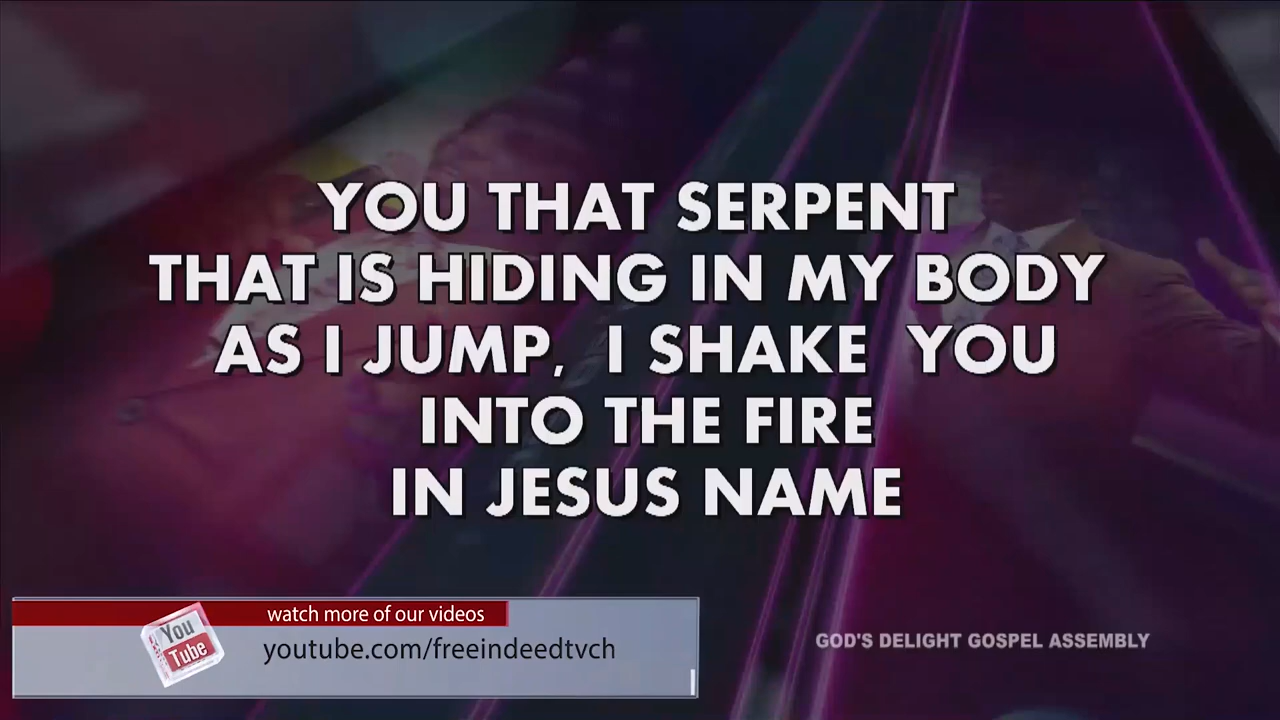 YOU THAT SERPENT
THAT IS HIDING IN MY BODY
AS I JUMP, I SHAKE YOU
INTO THE FIRE
IN JESUS NAME
watch more of our videos
You
Tube
youtube.com/freeindeedtvch
GOD'S DELIGHT GOSPEL ASSEMBLY